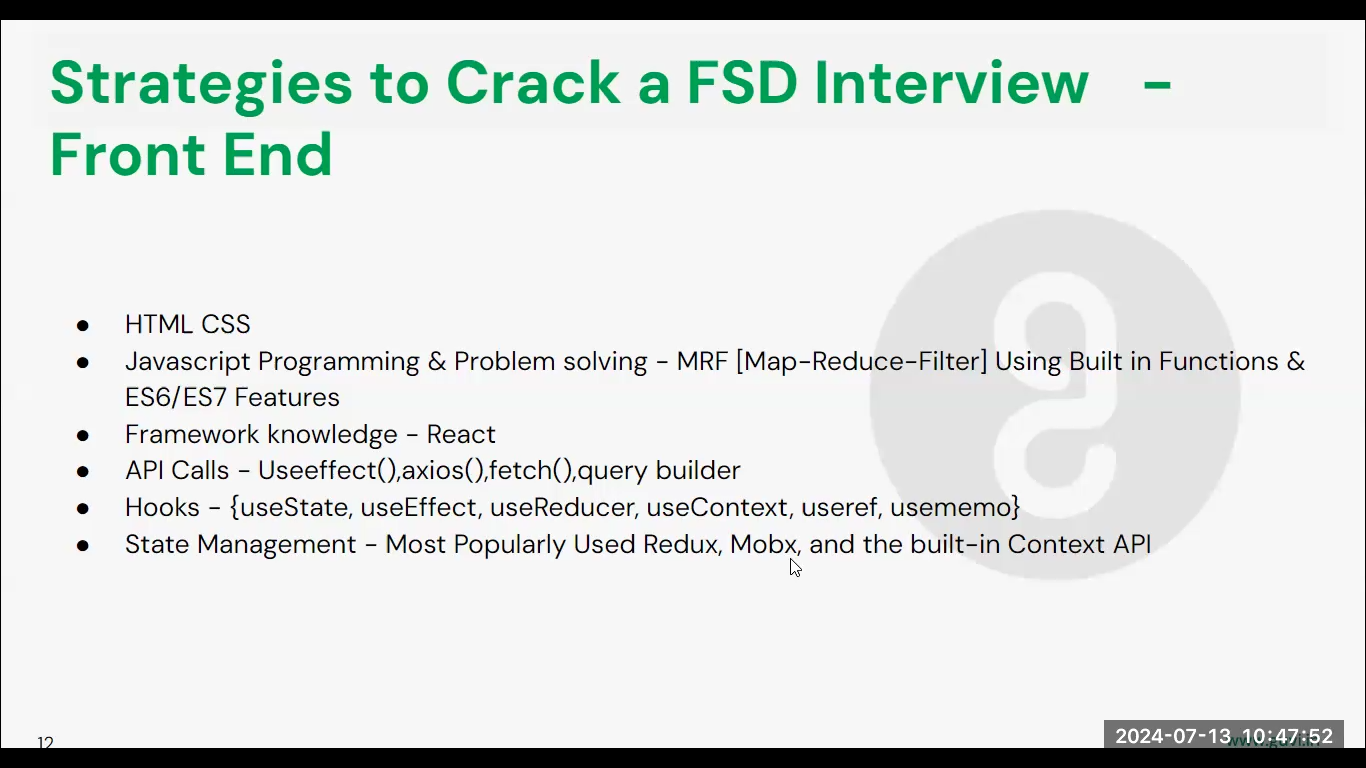 Strategies to Crack a FSD Interview -
Front End
● HTML CSS
● Javascript Programming & Problem solving - MRF [Map-Reduce-Filter] Using Built in Functions &
ES6/ES7 Features
● Framework knowledge - React
● API Calls - Useeffect(),axios(),fetch(),query builder
● Hooks - {useState, useEffect, useReducer, useContext, useref, usememo}
● State Management - Most Popularly Used Redux, Mobx, and the built-in Context API
12
2024-07-13 10:47:52